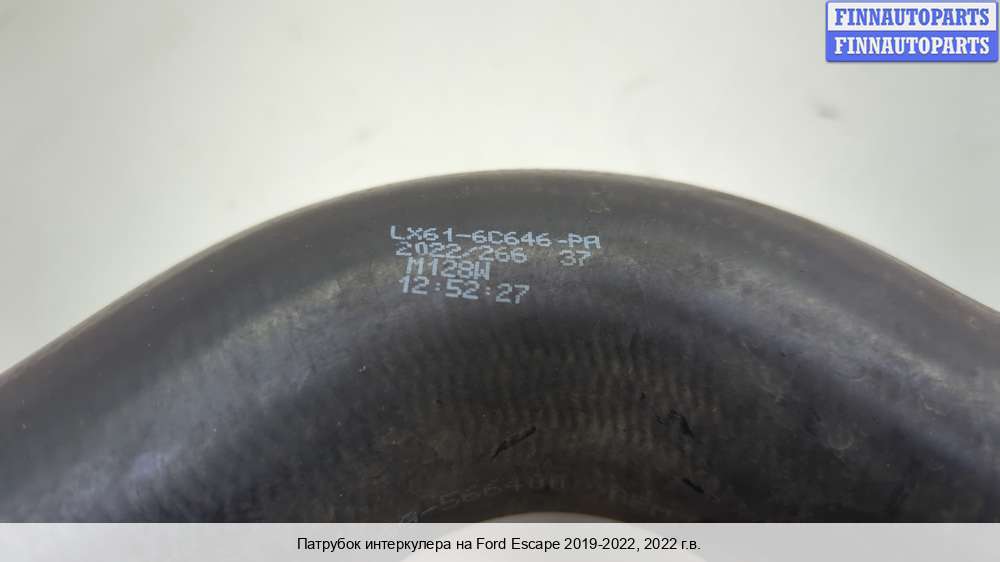 FINNAUTOPARTS
FINNAUTOPARTS
LX61-6C646-PA
2022/266 37
M128W
12:52:27
Патрубок интеркулера на Ford Escape 2019-2022, 2022 г.в.